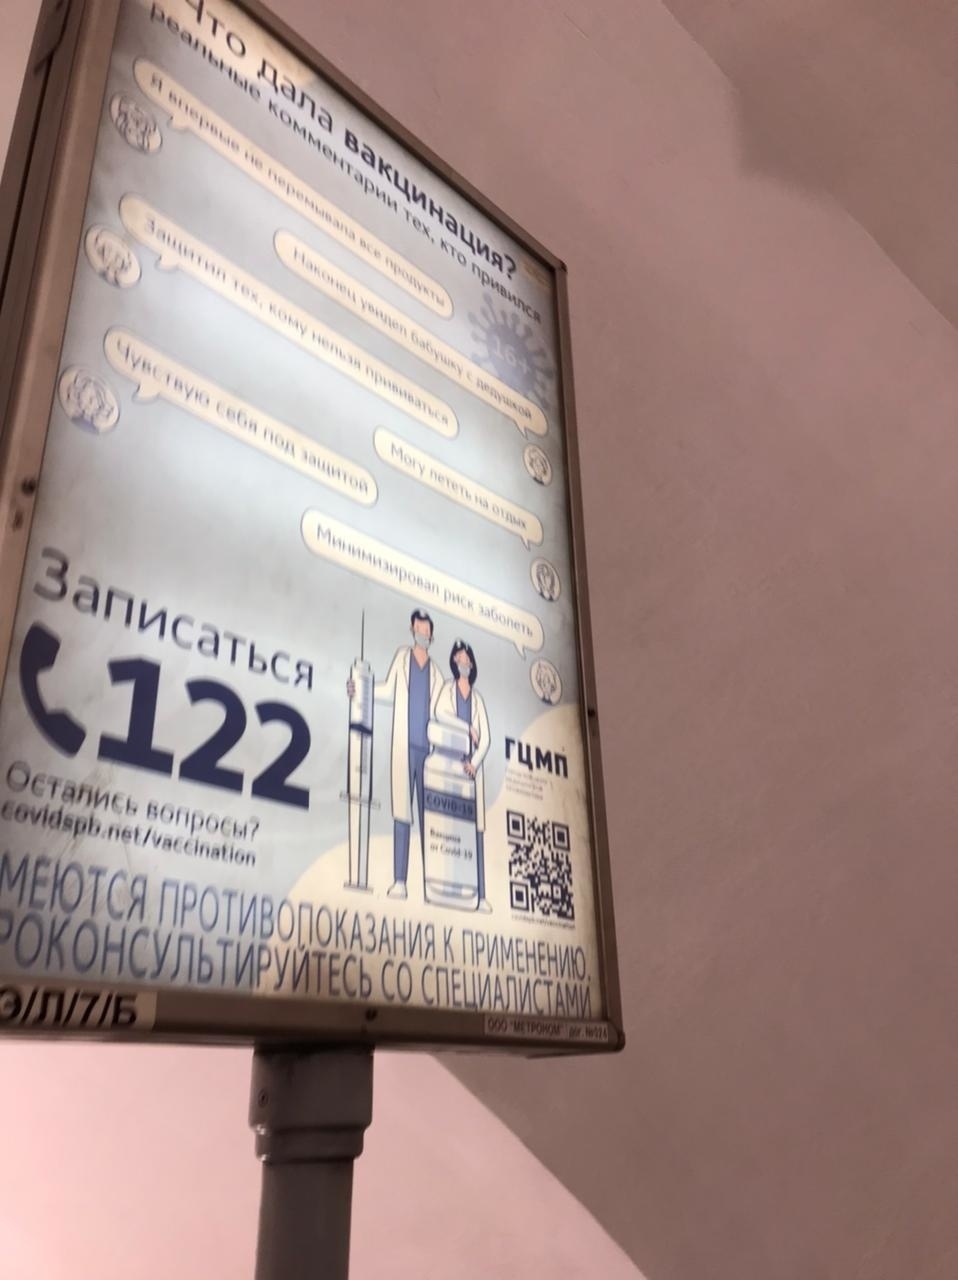 Что дала вакцинация?
реальные комментарии тех, кто привился
Я впервые не перемывала все продукты
16+
Наконец увидел бабушку с дедушкой
Защитил тех, кому нельзя прививаться
Могу лететь на отдых
Чувствую себя под защитой
Минимизировал риск заболеть
Записаться
122
Остались вопросы?
covidspb.net/vaccination
ГЦМП
COVID-19
Вакцина
от Covid-19
МЕЮТСЯ ПРОТИВОПОКАЗАНИЯ К ПРИМЕНЕНИЮ,
РОКОНСУЛЬТИРУЙТЕСЬ СО СПЕЦИАЛИСТАМИ
Э/Л/7/Б
ООО "МЕТРОНОМ" дог. №024